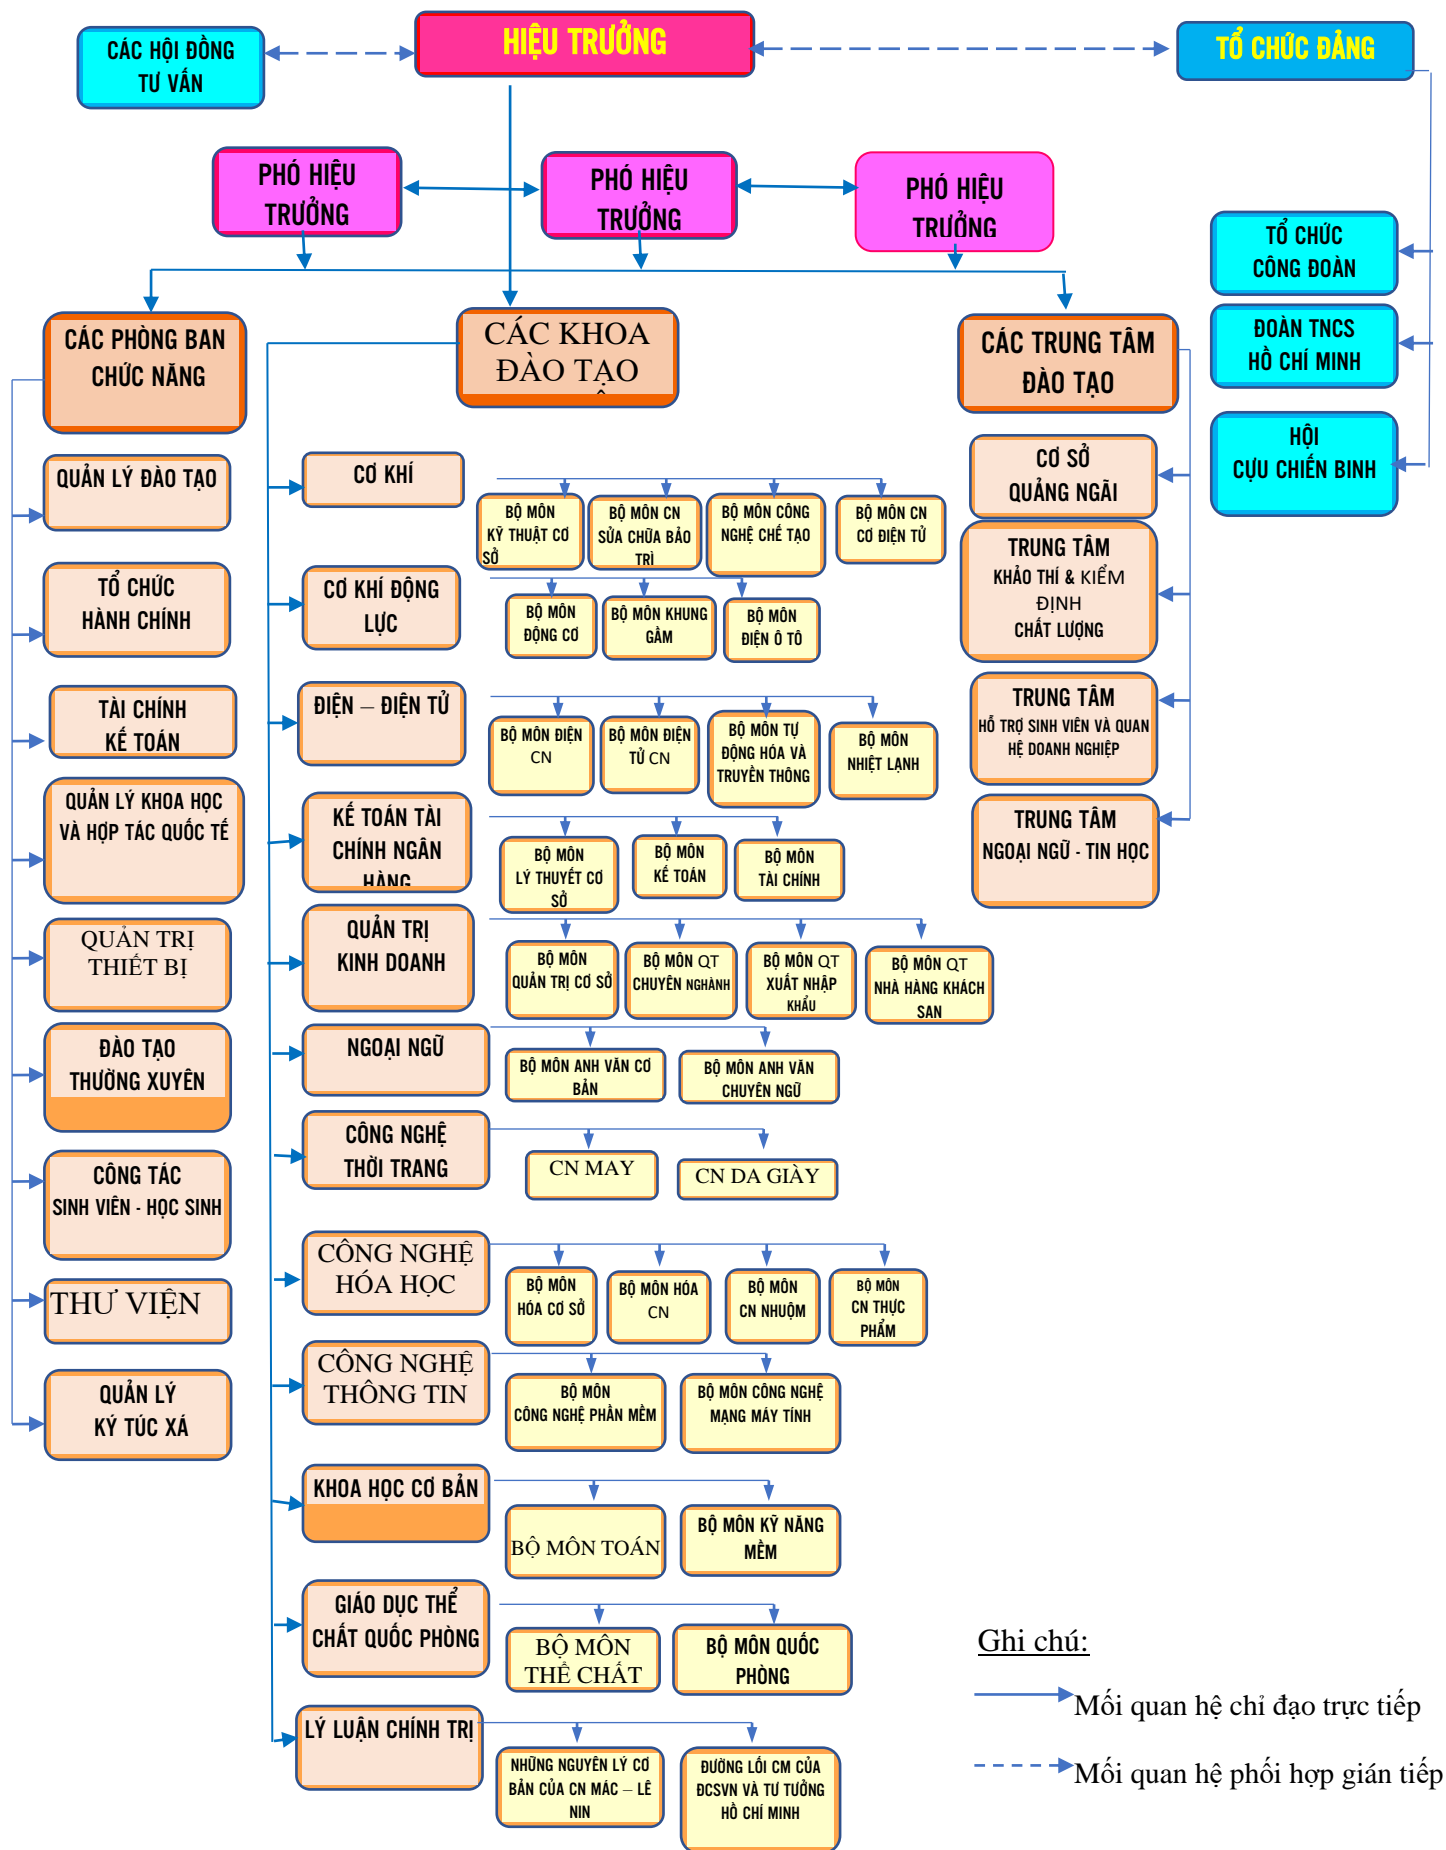 CÁC HỘI ĐỒNG
TƯ VẤN
HIỆU TRƯỞNG
TỔ CHỨC ĐẢNG
PHÓ HIỆU
TRƯỞNG
PHÓ HIỆU
TRƯỞNG
PHÓ HIỆU
TRƯỞNG
TỔ CHỨC
CÔNG ĐOÀN
ĐOÀN TNCS
HỒ CHÍ MINH
HỘI
CỰU CHIẾN BINH
CÁC PHÒNG BAN
CHỨC NĂNG
QUẢN LÝ ĐÀO TẠO
TỔ CHỨC
HÀNH CHÍNH
TÀI CHÍNH
KẾ TOÁN
QUẢN LÝ KHOA HỌC
VÀ HỢP TÁC QUỐC TẾ
QUẢN TRỊ
THIẾT BỊ
ĐÀO TẠO
THƯỜNG XUYÊN
CÔNG TÁC
SINH VIÊN - HỌC SINH
THƯ VIỆN
QUẢN LÝ
KÝ TÚC XÁ
CÁC KHOA
ĐÀO TẠO
CƠ KHÍ
BỘ MÔN
KỸ THUẬT CƠ
SỞ
BỘ MÔN CN
SỬA CHỮA BẢO
TRÌ
BỘ MÔN CÔNG
NGHỆ CHẾ TẠO
BỘ MÔN CN
CƠ ĐIỆN TỬ
CƠ KHÍ ĐỘNG
LỰC
BỘ MÔN
ĐỘNG CƠ
BỘ MÔN KHUNG
GẦM
BỘ MÔN
ĐIỆN Ô TÔ
ĐIỆN – ĐIỆN TỬ
BỘ MÔN ĐIỆN
CN
BỘ MÔN ĐIỆN
TỬ CN
BỘ MÔN TỰ
ĐỘNG HÓA VÀ
TRUYỀN THÔNG
BỘ MÔN
NHIỆT LẠNH
KẾ TOÁN TÀI
CHÍNH NGÂN
HÀNG
BỘ MÔN
LÝ THUYẾT CƠ
SỞ
BỘ MÔN
KẾ TOÁN
BỘ MÔN
TÀI CHÍNH
QUẢN TRỊ
KINH DOANH
BỘ MÔN
QUẢN TRỊ CƠ SỞ
BỘ MÔN QT
CHUYÊN NGHÀNH
BỘ MÔN QT
XUẤT NHẬP
KHẨU
BỘ MÔN QT
NHÀ HÀNG KHÁCH
SAN
NGOẠI NGỮ
BỘ MÔN ANH VĂN CƠ
BẢN
BỘ MÔN ANH VĂN
CHUYÊN NGỮ
CÔNG NGHỆ
THỜI TRANG
CN MAY
CN DA GIÀY
CÔNG NGHỆ
HÓA HỌC
BỘ MÔN
HÓA CƠ SỞ
BỘ MÔN HÓA
CN
BỘ MÔN
CN NHUỘM
BỘ MÔN
CN THỰC
PHẨM
CÔNG NGHỆ
THÔNG TIN
BỘ MÔN
CÔNG NGHỆ PHẦN MỀM
BỘ MÔN CÔNG NGHỆ
MẠNG MÁY TÍNH
KHOA HỌC CƠ BẢN
BỘ MÔN TOÁN
BỘ MÔN KỸ NĂNG
MỀM
GIÁO DỤC THỂ
CHẤT QUỐC PHÒNG
BỘ MÔN
THỂ CHẤT
BỘ MÔN QUỐC
PHÒNG
LÝ LUẬN CHÍNH TRỊ
NHỮNG NGUYÊN LÝ CƠ
BẢN CỦA CN MÁC – LÊ
NIN
ĐƯỜNG LỐI CM CỦA
ĐCSVN VÀ TƯ TƯỞNG
HỒ CHÍ MINH
CÁC TRUNG TÂM
ĐÀO TẠO
CƠ SỞ
QUẢNG NGÃI
TRUNG TÂM
KHẢO THÍ & KIỂM
ĐỊNH
CHẤT LƯỢNG
TRUNG TÂM
HỖ TRỢ SINH VIÊN VÀ QUAN
HỆ DOANH NGHIỆP
TRUNG TÂM
NGOẠI NGỮ - TIN HỌC
Ghi chú:
Mối quan hệ chỉ đạo trực tiếp
Mối quan hệ phối hợp gián tiếp